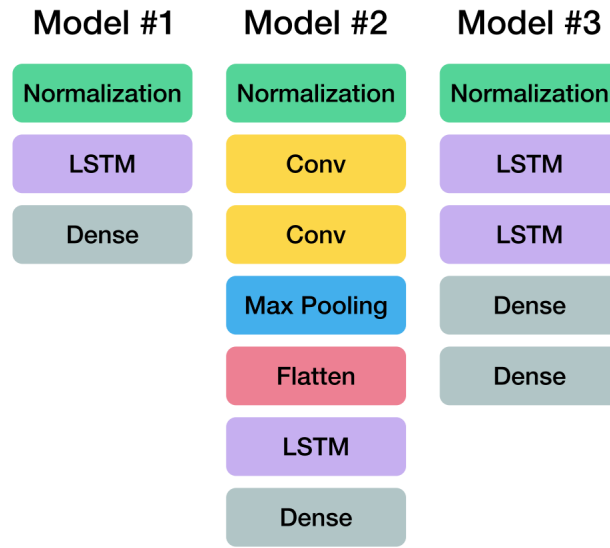 Model #1
Normalization
LSTM
Dense
Model #2
Normalization
Conv
Conv
Max Pooling
Flatten
LSTM
Dense
Model #3
Normalization
LSTM
LSTM
Dense
Dense